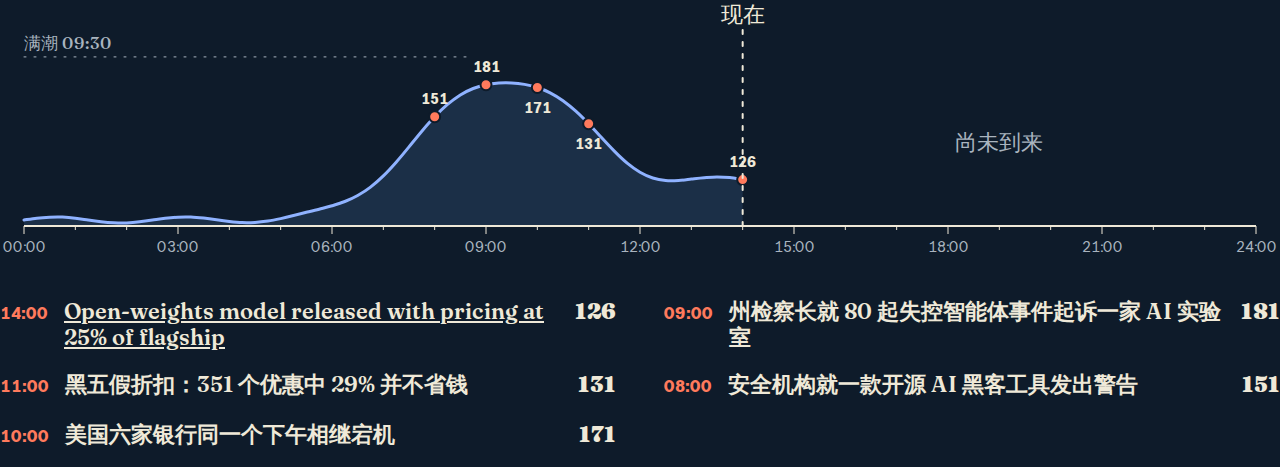 现在
满潮 09:30
181
151
171
131
126
尚未到来
00:00 03:00 06:00 09:00 12:00 15:00 18:00 21:00 24:00
14:00 Open-weights model released with pricing at
25% of flagship 126
11:00 黑五假折扣：351 个优惠中 29% 并不省钱 131
10:00 美国六家银行同一个下午相继宕机 171
09:00 州检察长就 80 起失控智能体事件起诉一家 AI 实验
室 181
08:00 安全机构就一款开源 AI 黑客工具发出警告 151